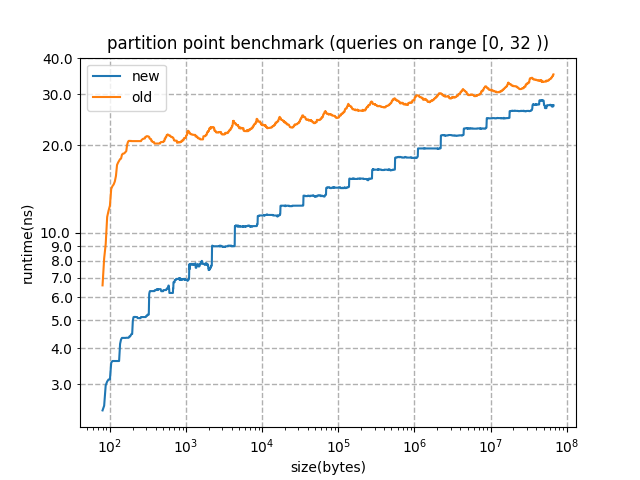 partition point benchmark (queries on range [0, 32 ))
new
old
40.0
30.0
20.0
10.0
9.0
8.0
7.0
6.0
5.0
4.0
3.0
runtime(ns)
10² 10³ 10⁴ 10⁵ 10⁶ 10⁷ 10⁸
size(bytes)